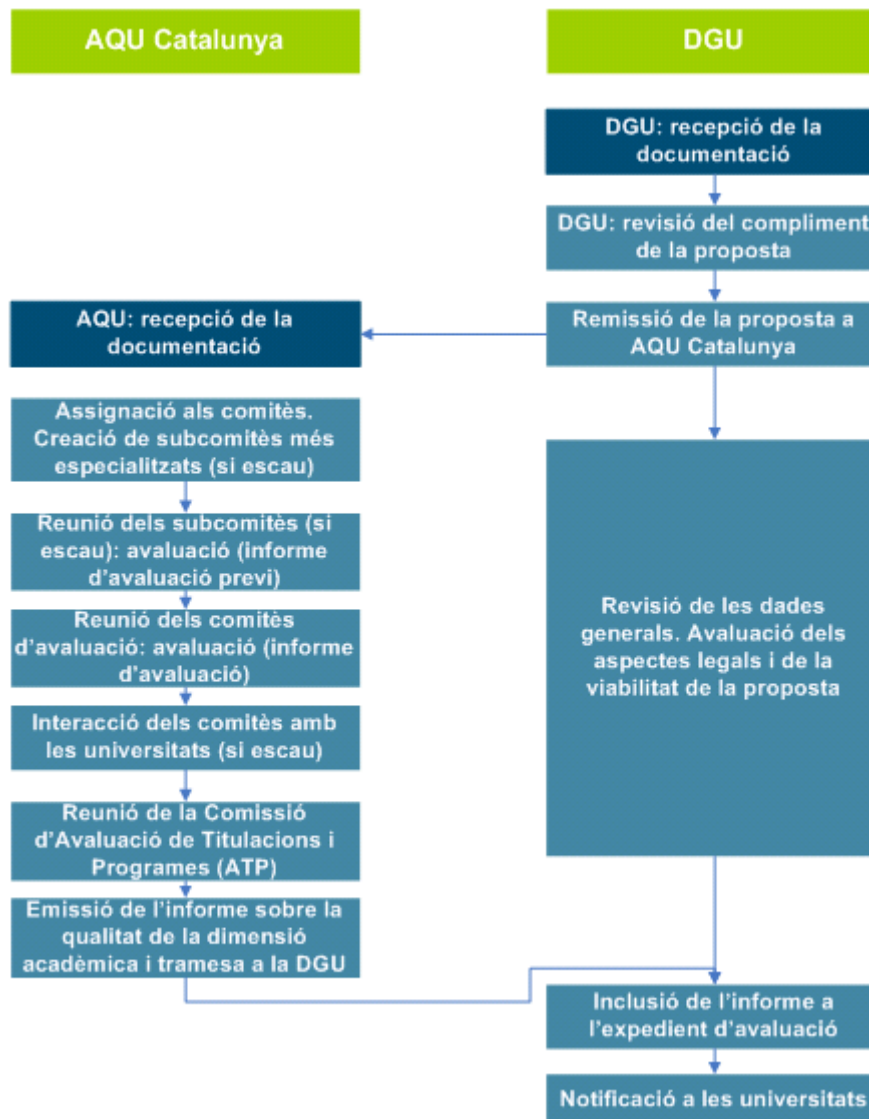 AQU Catalunya
DGU
DGU: recepció de la
documentació
DGU: revisió del compliment
de la proposta
Remissió de la proposta a
AQU Catalunya
AQU: recepció de la
documentació
Assignació als comitès.
Creació de subcomitès més
especialitzats (si escau)
Reunió dels subcomitès (si
escau): avaluació (informe
d’avaluació previ)
Reunió dels comitès
d’avaluació: avaluació (informe
d’avaluació)
Interacció dels comitès amb
les universitats (si escau)
Reunió de la Comissió
d’Avaluació de Titulacions i
Programes (ATP)
Emissió de l’informe sobre la
qualitat de la dimensió
acadèmica i tramesa a la DGU
Revisió de les dades
generals. Avaluació dels
aspectes legals i de la
viabilitat de la proposta
Inclusió de l’informe a
l’expedient d’avaluació
Notificació a les universitats